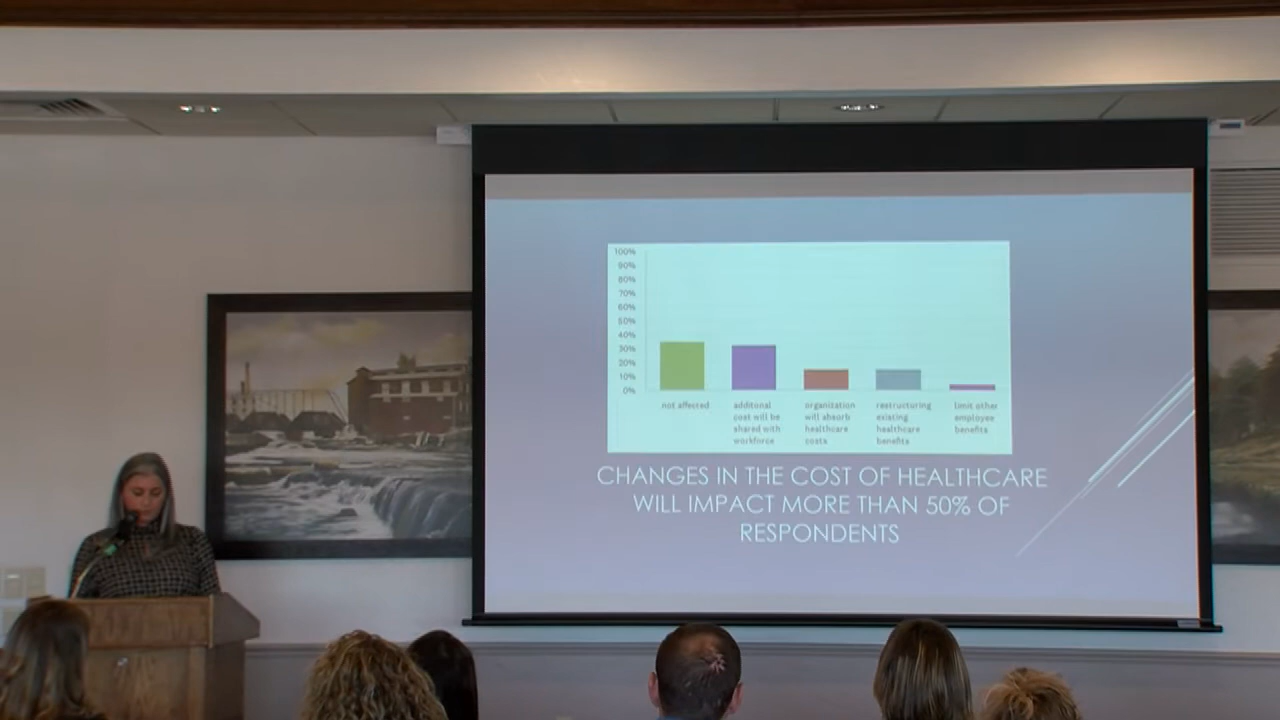 100%
90%
80%
70%
60%
50%
40%
30%
20%
10%
0%
not affected
additonal
cost will be
shared with
workforce
organization
will absorb
healthcare
costs
reestructuring
existing
healthcare
benefits
limit other
employee
benefits
CHANGES IN THE COST OF HEALTHCARE
WILL IMPACT MORE THAN 50% OF
RESPONDENTS